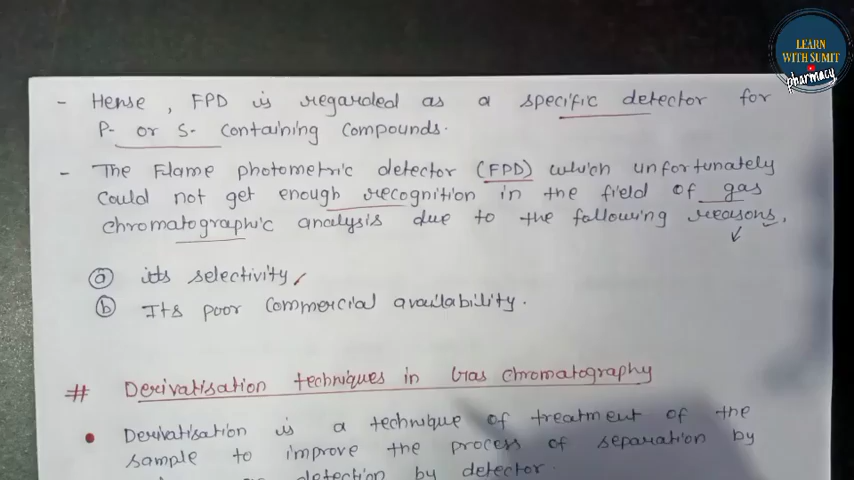 LEARN
WITH SUMIT
pharmacy
- Hense, FPD is regarded as a specific detector for
P- or S- containing compounds.
- The Flame photometric detector (FPD) which unfortunately
could not get enough recognition in the field of gas
chromatographic analysis due to the following reasons,
(a) its selectivity,
(b) Its poor commercial availability.
# Derivatisation techniques in Gas chromatography
• Derivatisation is a technique of treatment of the
sample to improve the process of separation by
detection by detector.